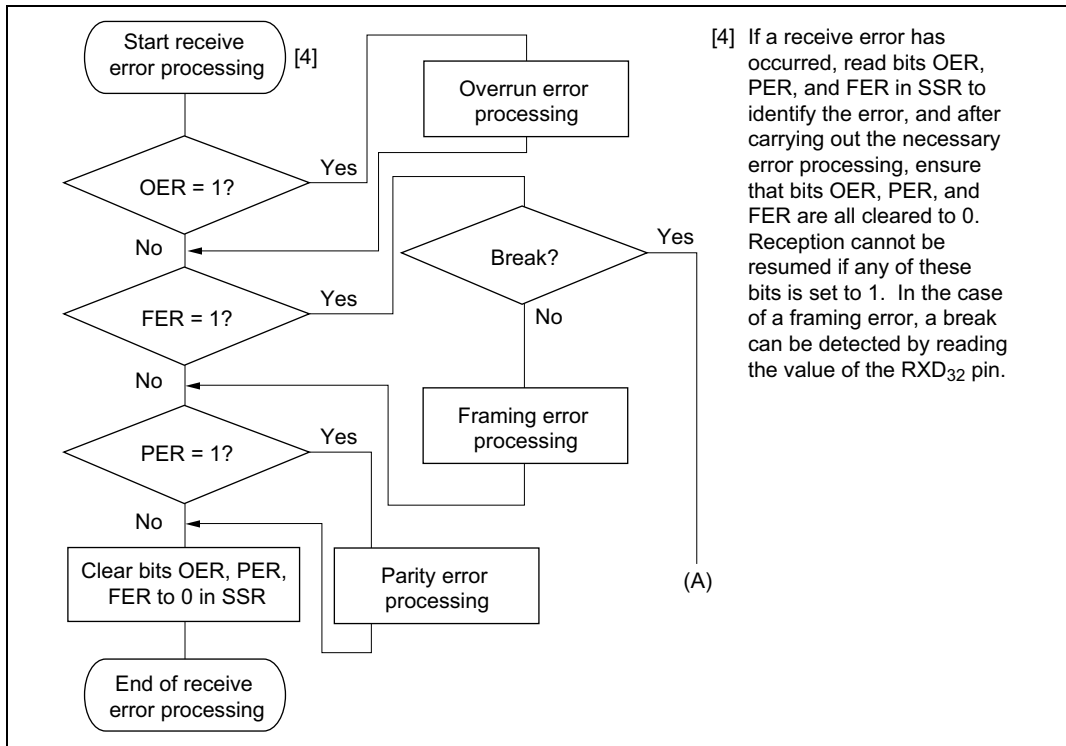 Start receive
error processing
[4]
Yes
Overrun error
processing
OER = 1?
No
Yes
Break?
Yes
FER = 1?
No
No
Framing error
processing
Yes
PER = 1?
No
Clear bits OER, PER,
FER to 0 in SSR
Parity error
processing
(A)
End of receive
error processing
[4] If a receive error has
occurred, read bits OER,
PER, and FER in SSR to
identify the error, and after
carrying out the necessary
error processing, ensure
that bits OER, PER, and
FER are all cleared to 0.
Reception cannot be
resumed if any of these
bits is set to 1. In the case
of a framing error, a break
can be detected by reading
the value of the RXD32 pin.